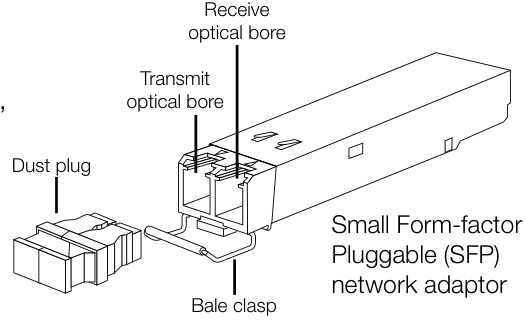 Receive
optical bore
Transmit
optical bore
,
Dust plug
Small Form-factor
Pluggable (SFP)
network adaptor
Bale clasp